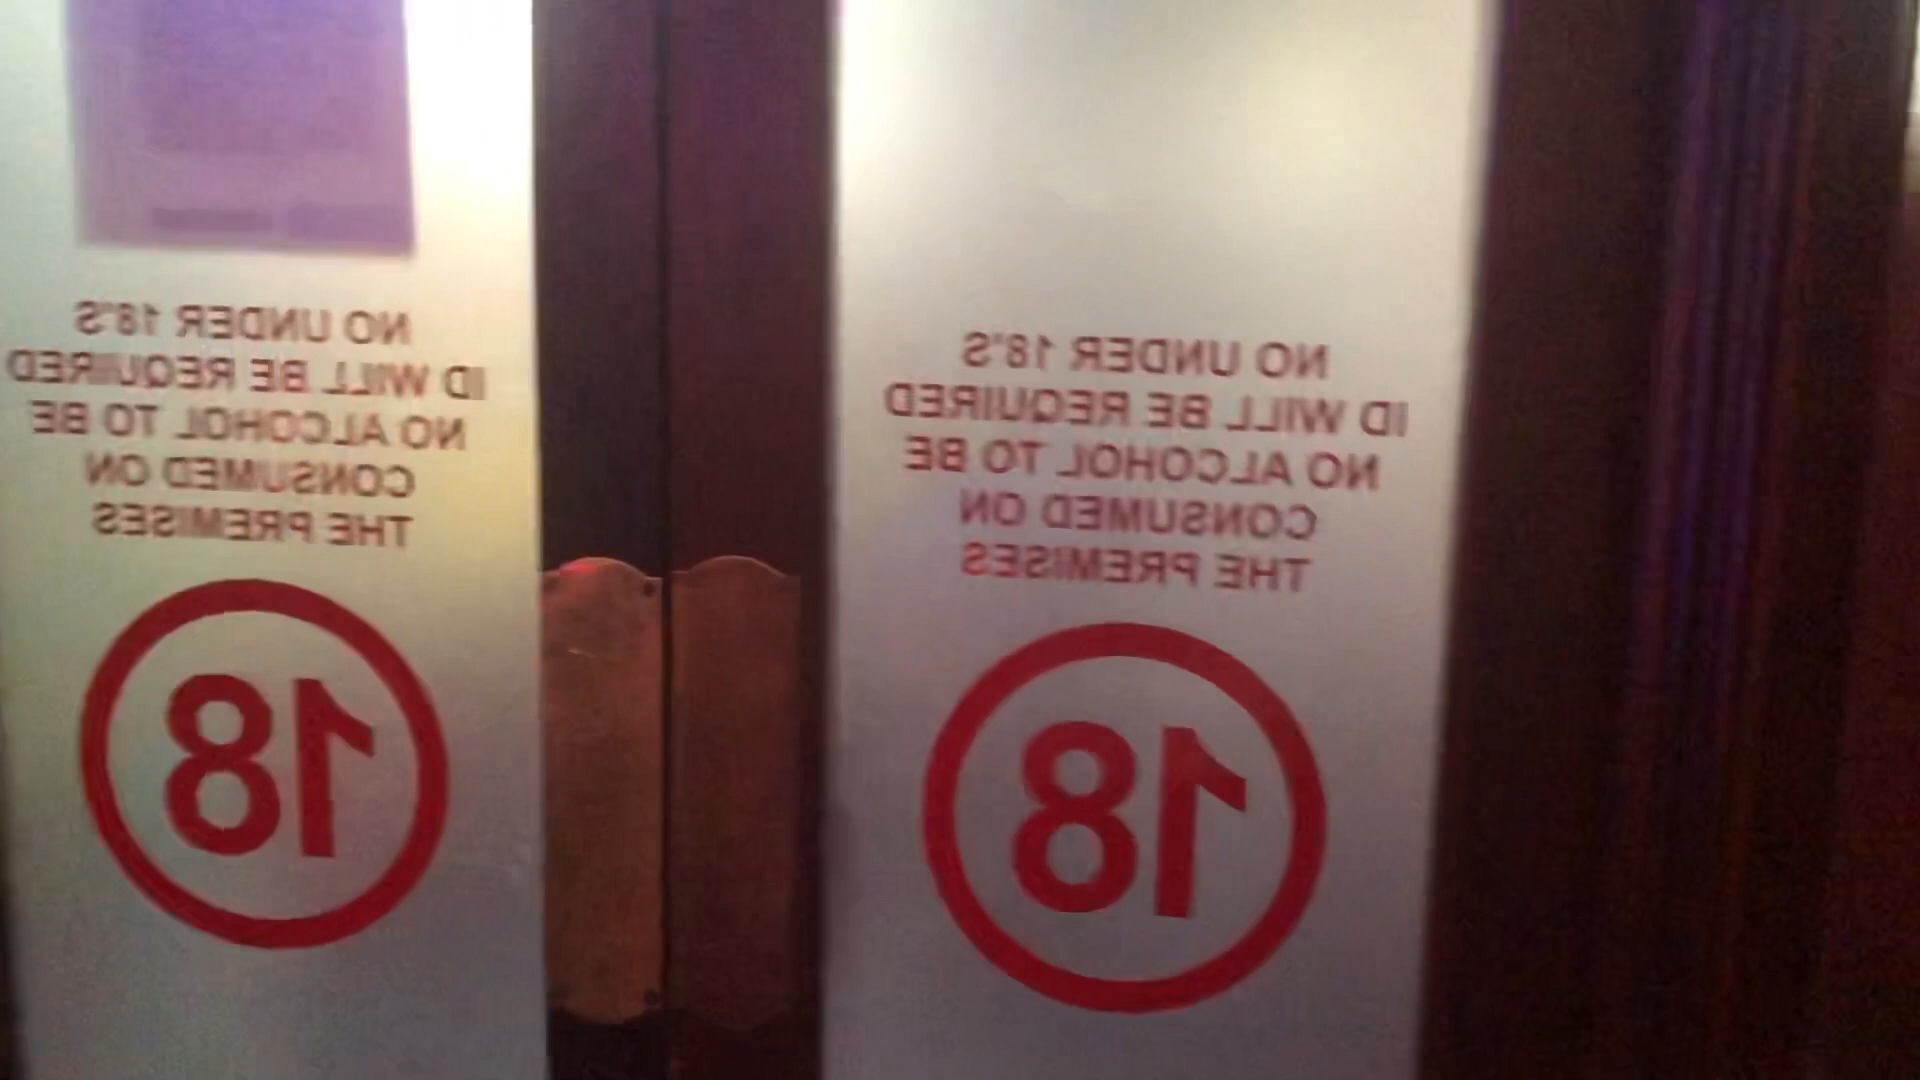 NO UNDER 18'S
ID WILL BE REQUIRED
NO ALCOHOL TO BE
CONSUMED ON
THE PREMISES
18
NO UNDER 18'S
ID WILL BE REQUIRED
NO ALCOHOL TO BE
CONSUMED ON
THE PREMISES
18